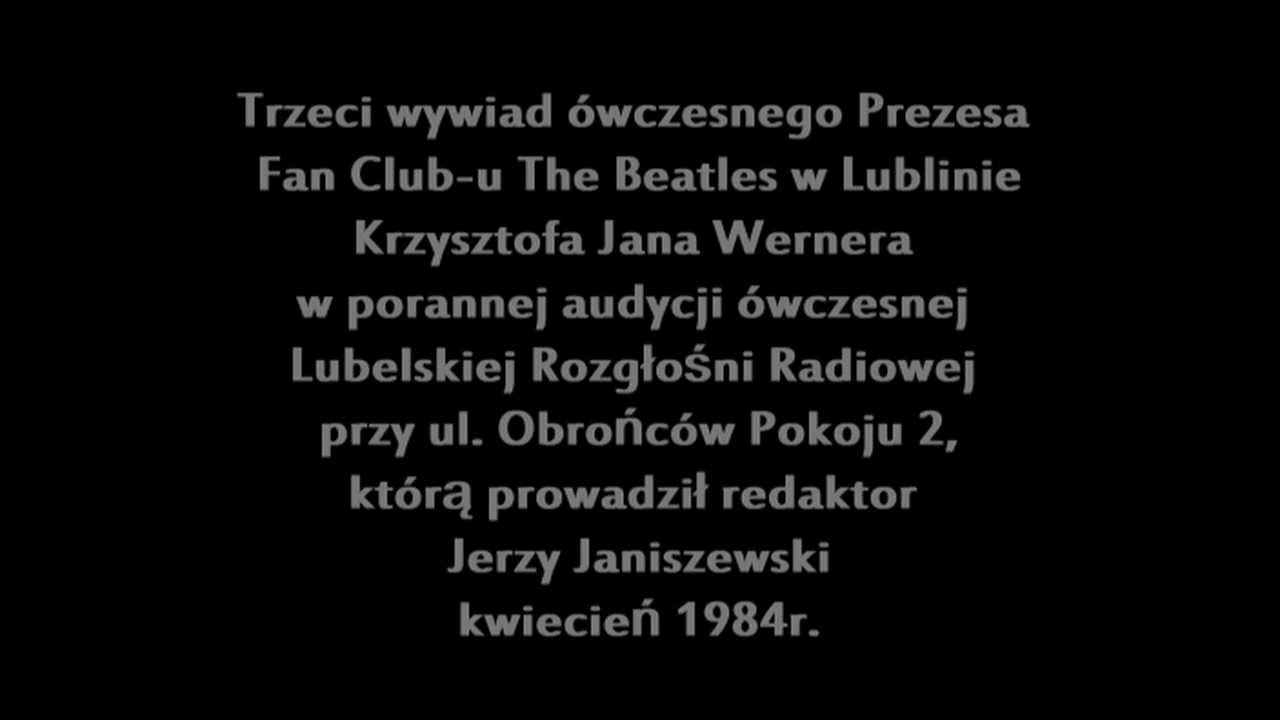 Trzeci wywiad ówczesnego Prezesa
Fan Club-u The Beatles w Lublinie
Krzysztofa Jana Wernera
w porannej audycji ówczesnej
Lubelskiej Rozgłośni Radiowej
przy ul. Obrońców Pokoju 2,
którą prowadził redaktor
Jerzy Janiszewski
kwiecień 1984r.